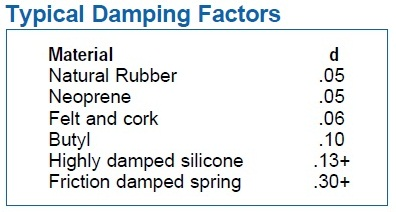 Typical Damping Factors
Material d
Natural Rubber .05
Neoprene .05
Felt and cork .06
Butyl .10
Highly damped silicone .13+
Friction damped spring .30+